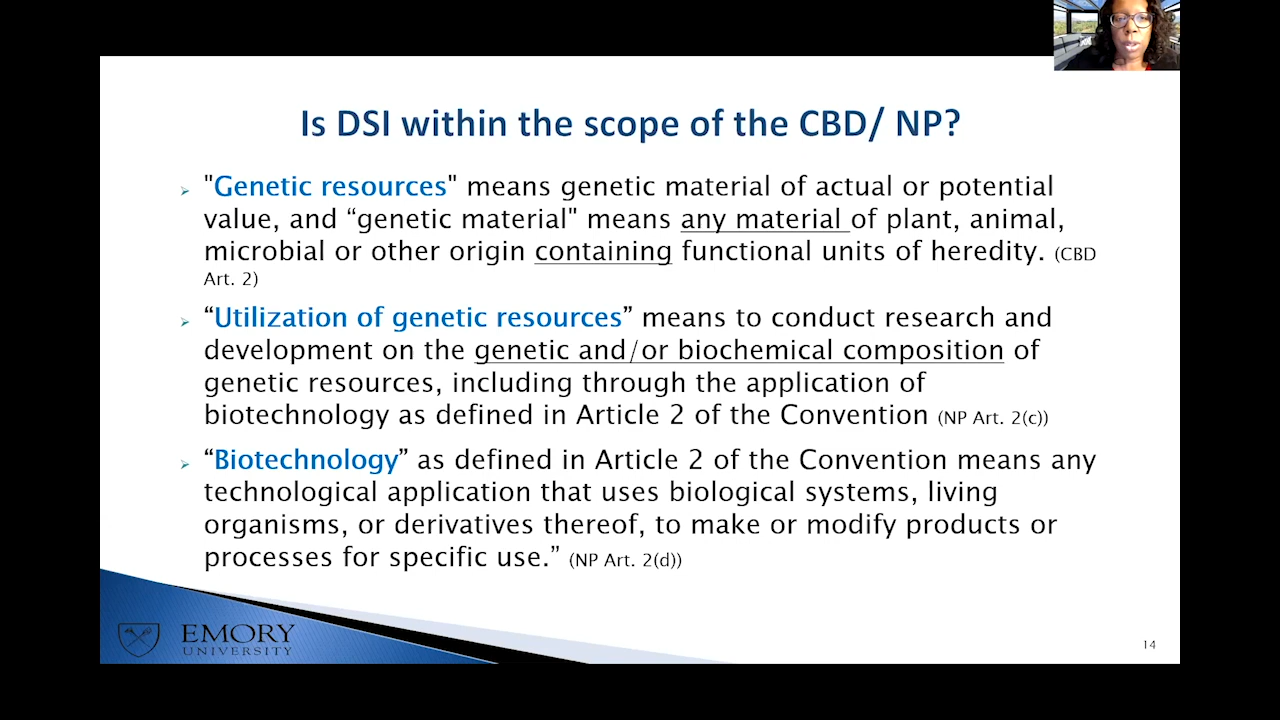 Is DSI within the scope of the CBD/ NP?
"Genetic resources" means genetic material of actual or potential
value, and “genetic material" means any material of plant, animal,
microbial or other origin containing functional units of heredity. (CBD
Art. 2)
“Utilization of genetic resources” means to conduct research and
development on the genetic and/or biochemical composition of
genetic resources, including through the application of
biotechnology as defined in Article 2 of the Convention (NP Art. 2(c))
“Biotechnology” as defined in Article 2 of the Convention means any
technological application that uses biological systems, living
organisms, or derivatives thereof, to make or modify products or
processes for specific use.” (NP Art. 2(d))
EMORY
UNIVERSITY
14